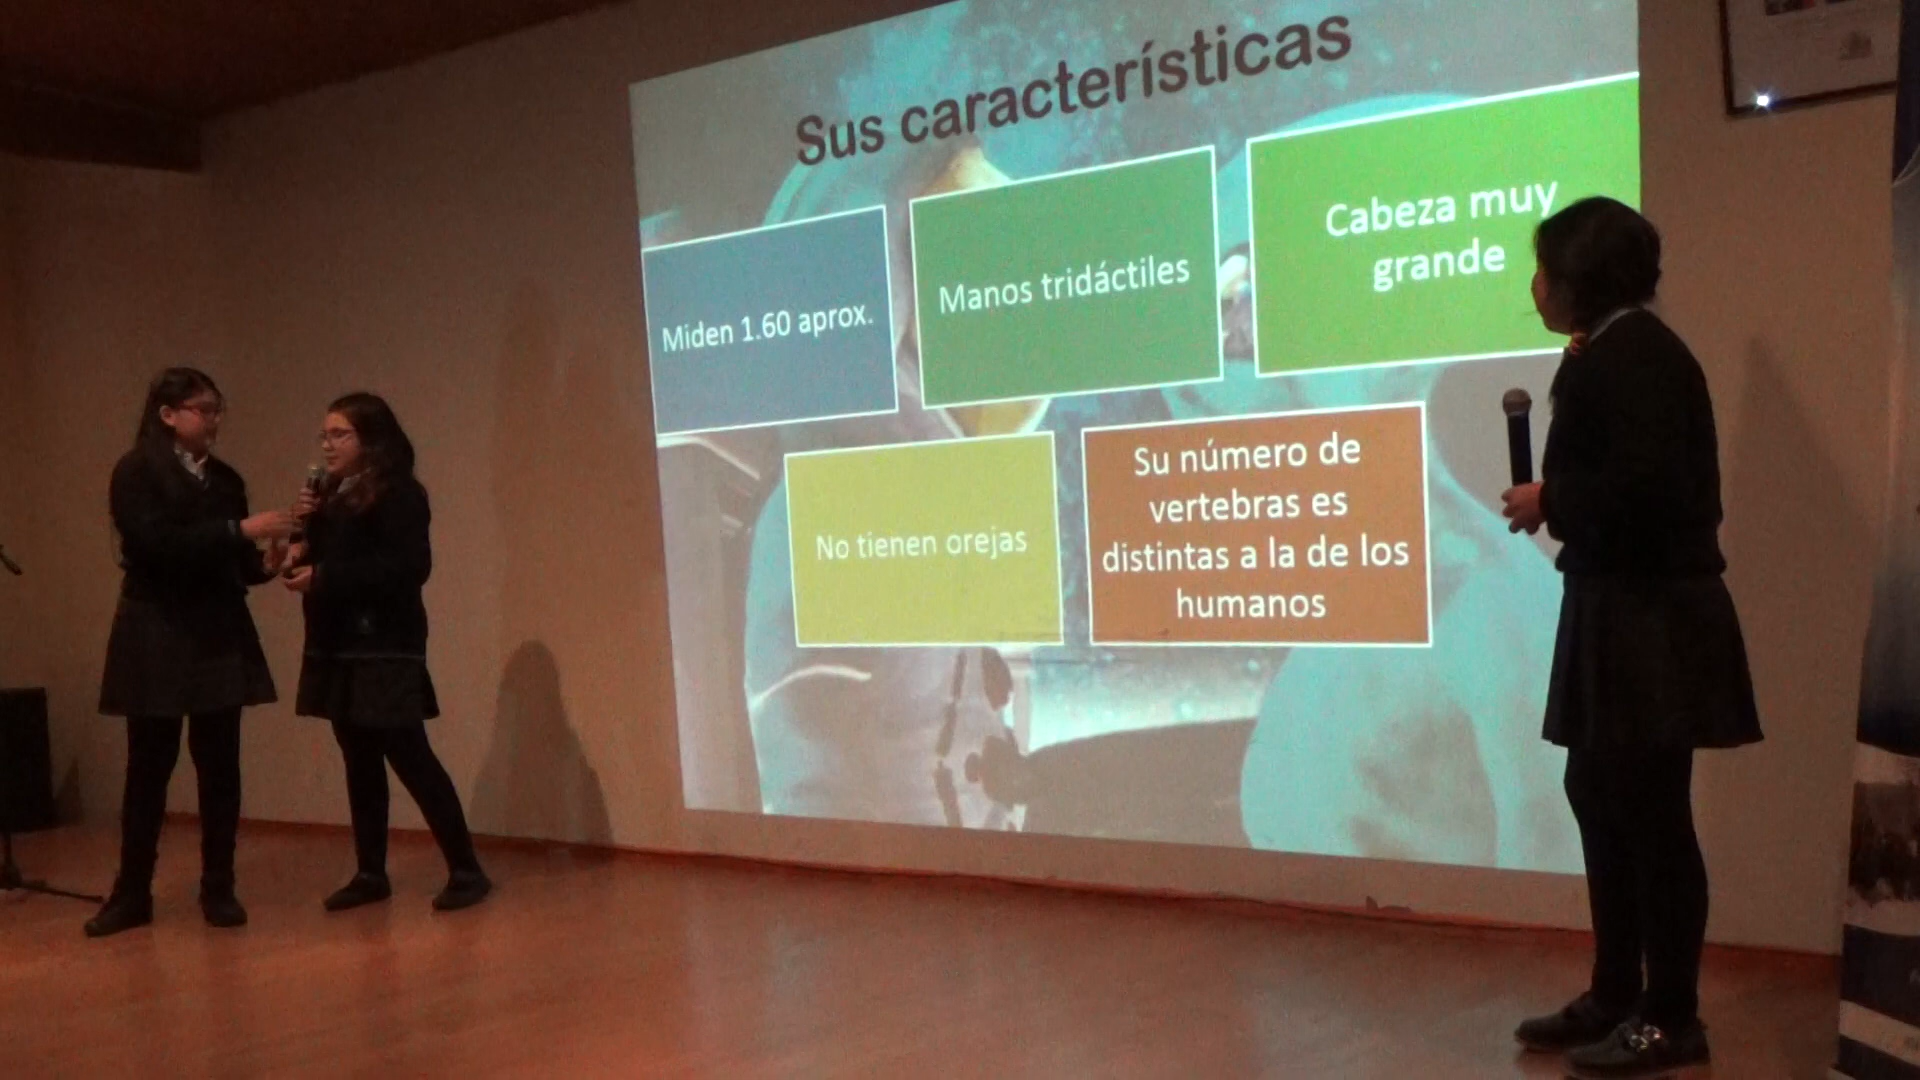 Sus características
Miden 1.60 aprox.
Manos tridáctiles
Cabeza muy
grande
No tienen orejas
Su número de
vertebras es
distintas a la de los
humanos